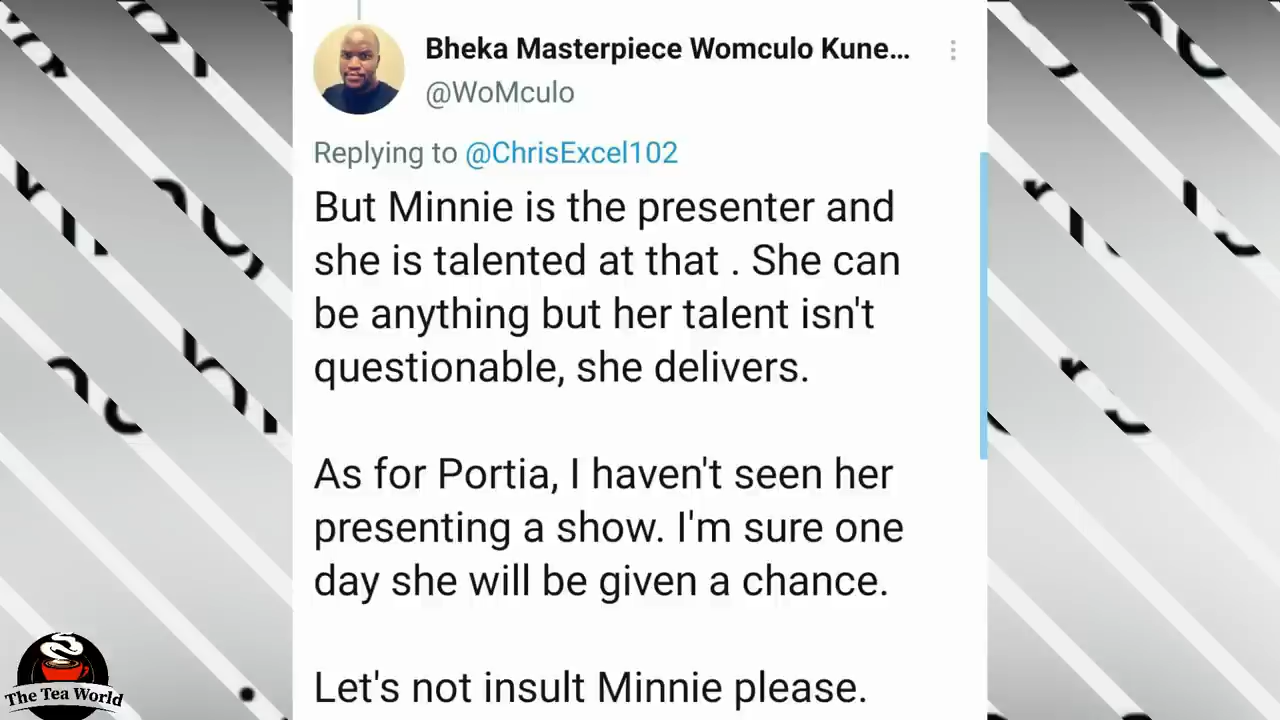 Bheka Masterpiece Womculo Kune...
@WoMculo
Replying to @ChrisExcel102
But Minnie is the presenter and
she is talented at that . She can
be anything but her talent isn't
questionable, she delivers.
As for Portia, I haven't seen her
presenting a show. I'm sure one
day she will be given a chance.
Let's not insult Minnie please.
The Tea World